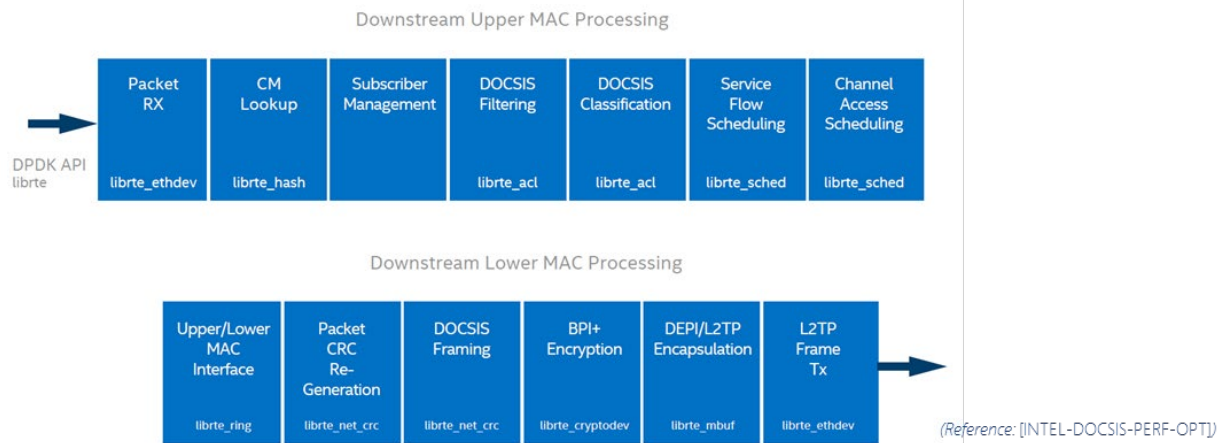 Downstream Upper MAC Processing
DPDK API
librte
Packet
RX
librte_ethdev
CM
Lookup
librte_hash
Subscriber
Management
DOCSIS
Filtering
librte_acl
DOCSIS
Classification
librte_acl
Service
Flow
Scheduling
librte_sched
Channel
Access
Scheduling
librte_sched
Downstream Lower MAC Processing
Upper/Lower
MAC
Interface
librte_ring
Packet
CRC
Re-
Generation
librte_net_crc
DOCSIS
Framing
librte_net_crc
BPI+
Encryption
librte_cryptodev
DEPI/L2TP
Encapsulation
librte_mbuf
L2TP
Frame
Tx
librte_ethdev
(Reference: [INTEL-DOCSIS-PERF-OPT])